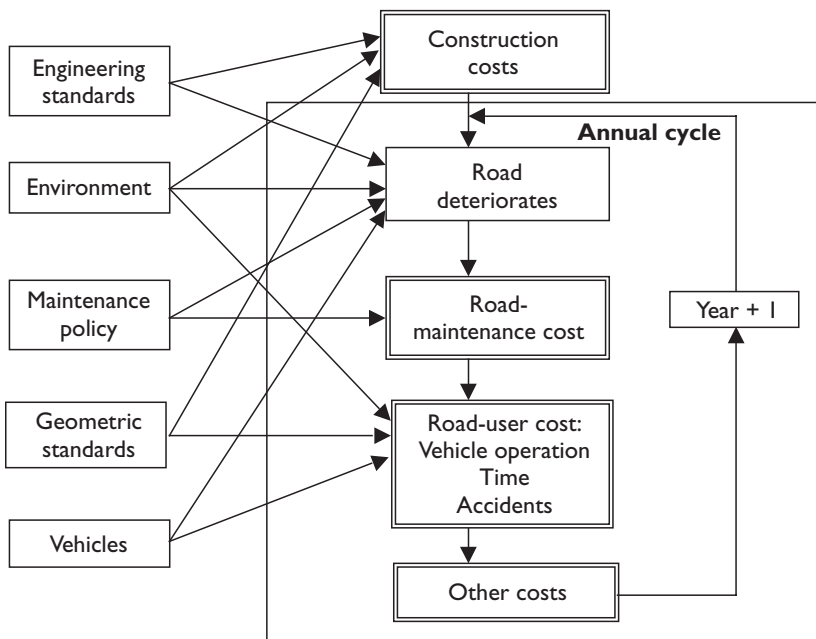 Construction
costs
Engineering
standards
Annual cycle
Road
deteriorates
Environment
Road-
maintenance cost
Maintenance
policy
Year + 1
Geometric
standards
Road-user cost:
Vehicle operation
Time
Accidents
Vehicles
Other costs